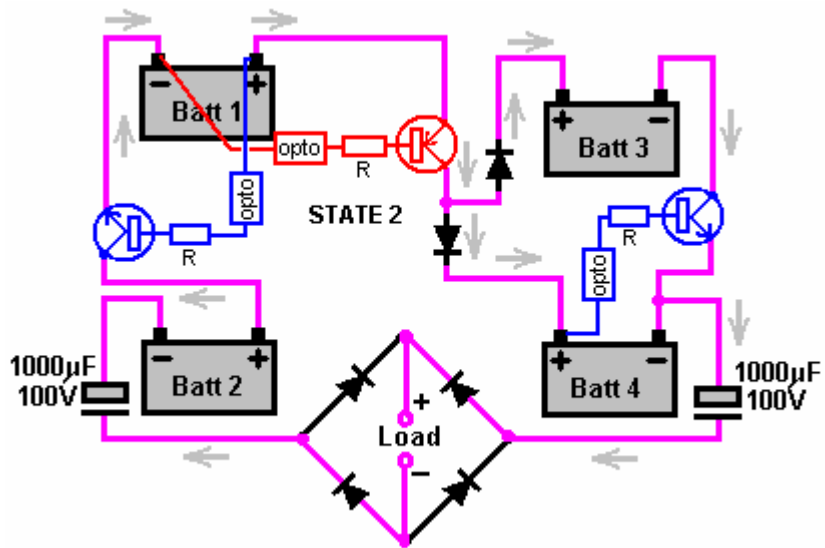 − +
Batt 1
opto
R
opto
R
STATE 2
+ −
Batt 3
R
opto
1000µF
100V
− +
Batt 2
+
Load
−
+ −
Batt 4
1000µF
100V